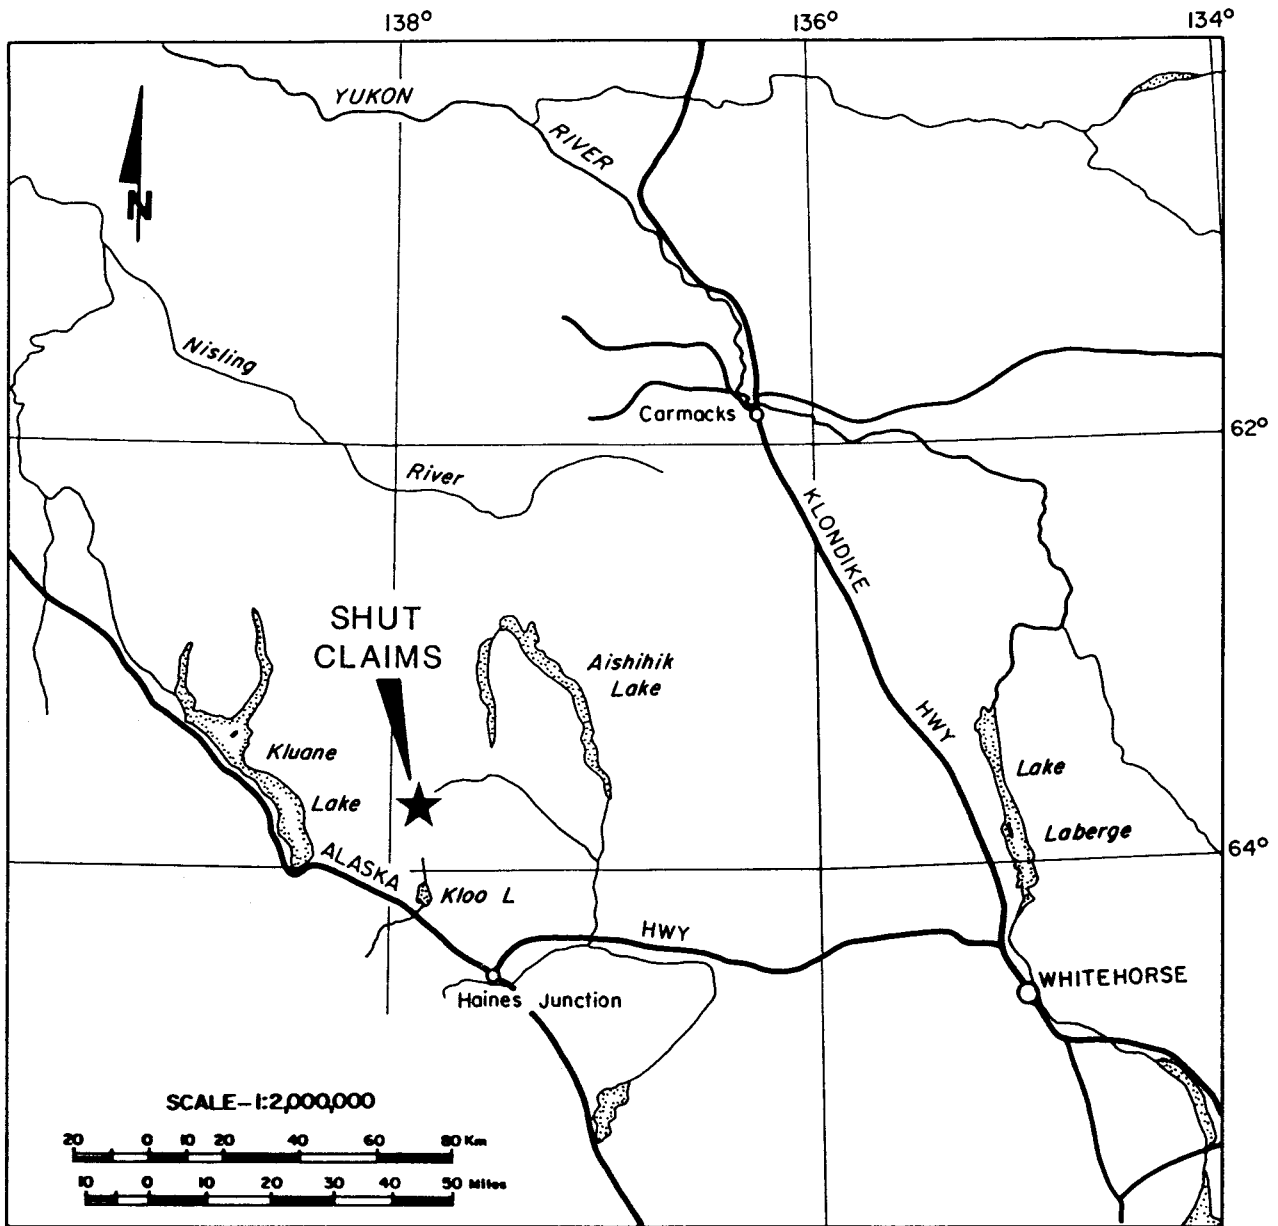 138°
136°
134°
YUKON
RIVER
N
Nisling
River
Carmacks
62°
KLONDIKE
HWY
SHUT
CLAIMS
Aishihik
Lake
Kluane
Lake
Lake
Laberge
64°
ALASKA
Kloo L
HWY
WHITEHORSE
Haines Junction
SCALE-1:2,000,000
20 0 10 20 40 60 80 Km
10 0 10 20 30 40 50 Miles